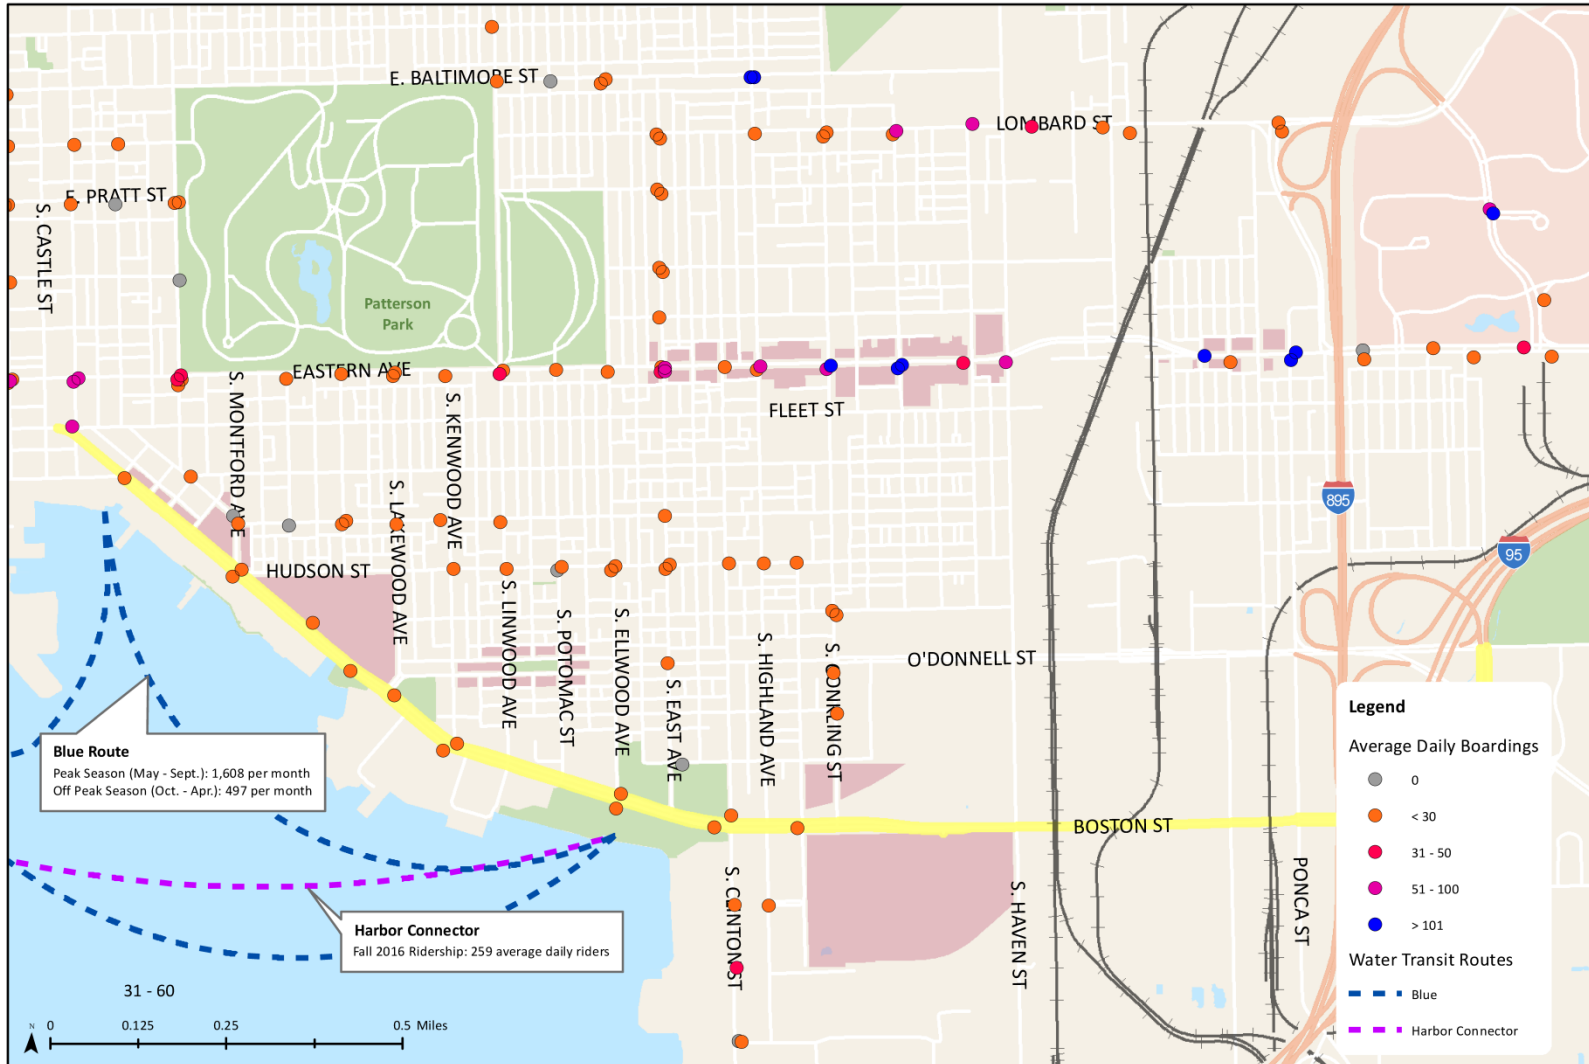 E. BALTIMORE ST
LOMBARD ST
E. PRATT ST
S. CASTLE ST
Patterson
Park
EASTERN AVE
FLEET ST
S. MONTFORD AVE
S. KENWOOD AVE
S. LAKEWOOD AVE
895
95
HUDSON ST
S. LINWOOD AVE
S. POTOMAC ST
S. ELLWOOD AVE
S. EAST AVE
S. HIGHLAND AVE
S. CONKLING ST
O'DONNELL ST
Blue Route
Peak Season (May - Sept.): 1,608 per month
Off Peak Season (Oct. - Apr.): 497 per month
BOSTON ST
S. CLINTON ST
S. HAVEN ST
PONCA ST
Harbor Connector
Fall 2016 Ridership: 259 average daily riders
31 - 60
N
0 0.125 0.25 0.5 Miles
Legend
Average Daily Boardings
0
< 30
31 - 50
51 - 100
> 101
Water Transit Routes
Blue
Harbor Connector